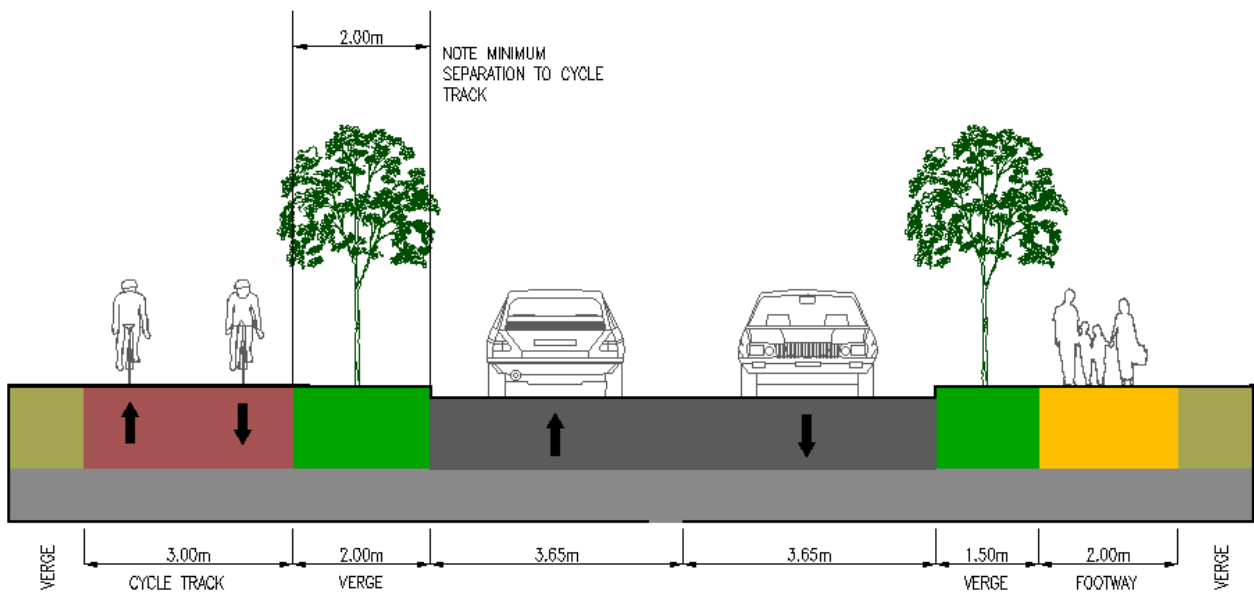 2.00m
NOTE MINIMUM
SEPARATION TO CYCLE
TRACK
VERGE
3.00m
CYCLE TRACK
2.00m
VERGE
3.65m
3.65m
1.50m
VERGE
2.00m
FOOTWAY
VERGE